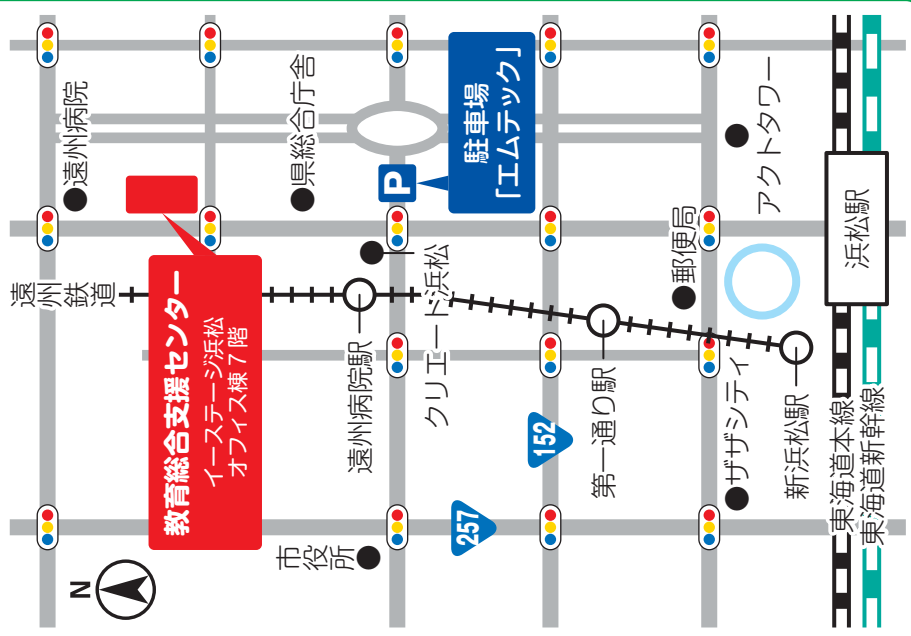 N
市役所
257
152
遠州鉄道
教育総合支援センター
イーステージ浜松
オフィス棟7階
遠州病院
県総合庁舎
P
駐車場
「エムテック」
遠州病院駅
クリエート浜松
第一通り駅
郵便局
ザザシティ
新浜松駅
アクトタワー
浜松駅
東海道本線
東海道新幹線